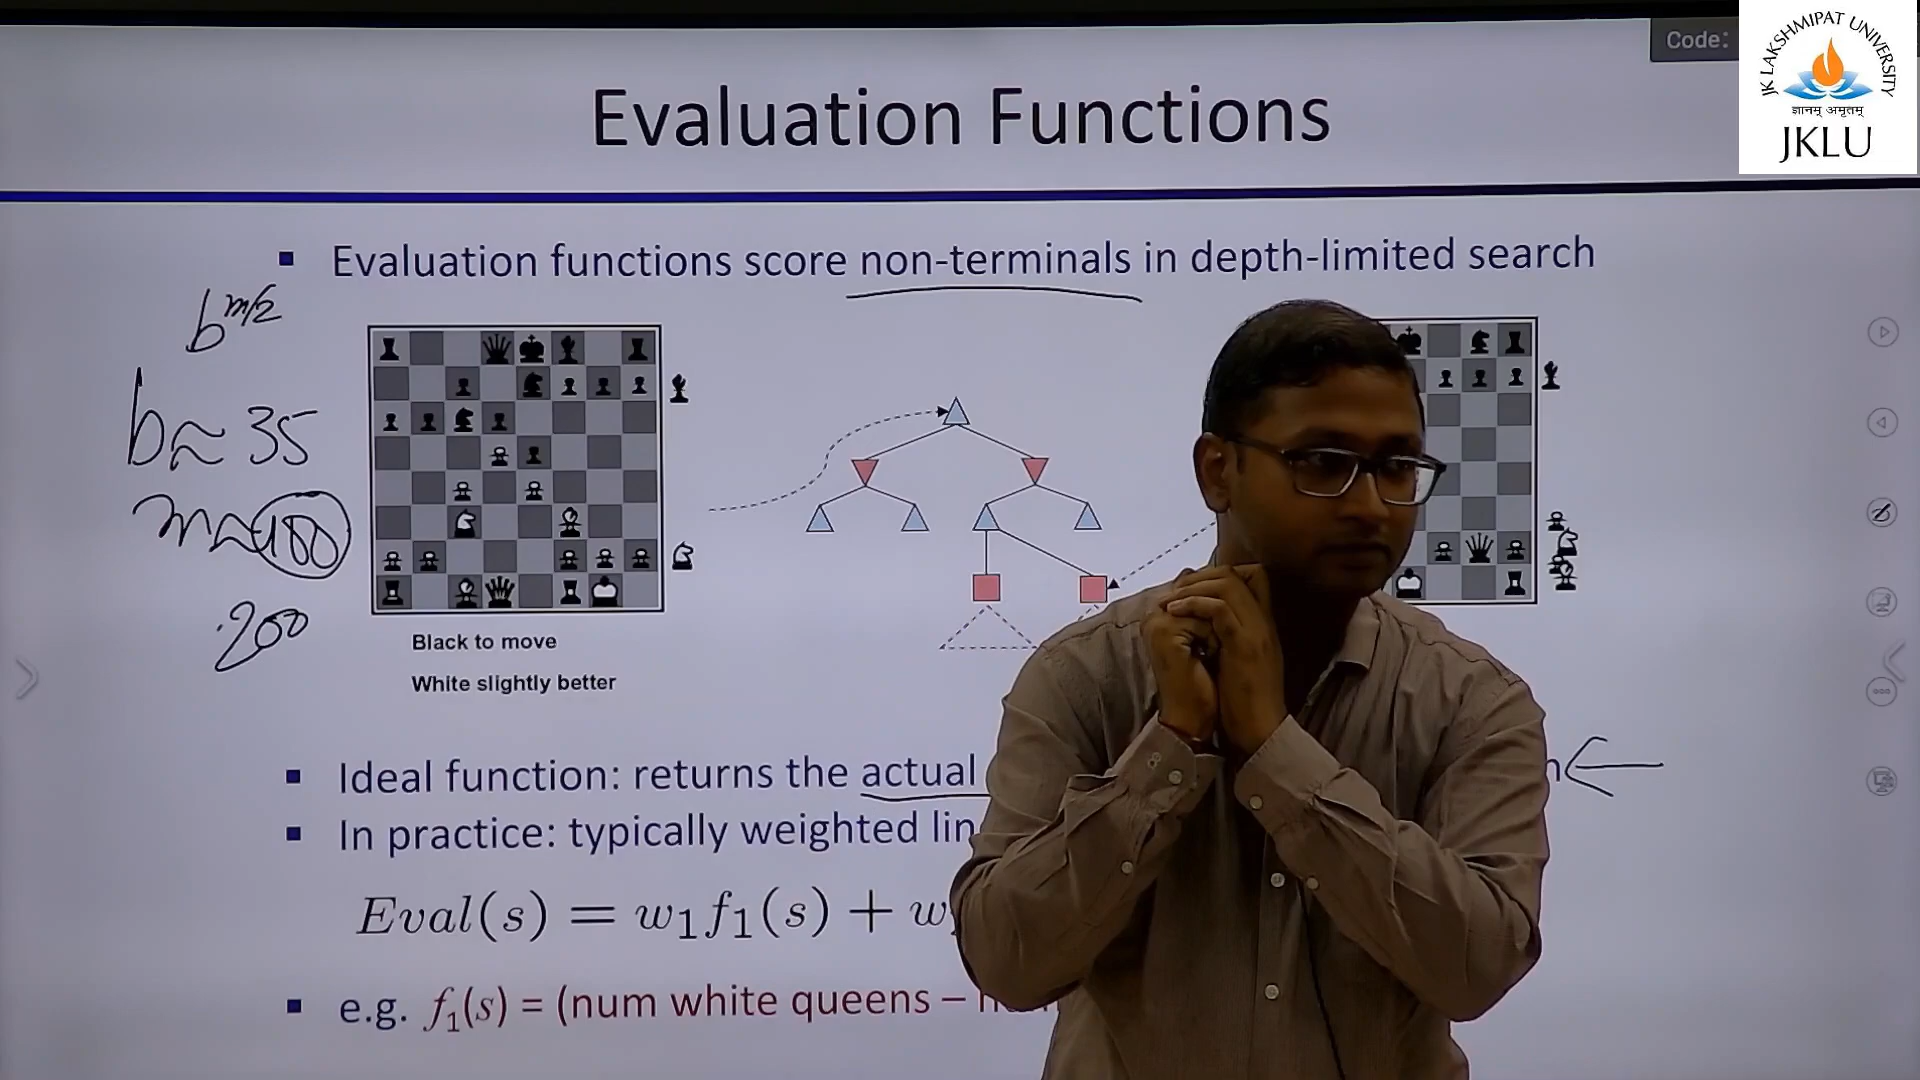 Code:
JK LAKSHMIPAT UNIVERSITY
ज्ञानम् अमृतम्
JKLU
Evaluation Functions
Evaluation functions score non-terminals in depth-limited search
b^m/2
b ≈ 35
m ≈ 100
200
Black to move
White slightly better
Ideal function: returns the actual
In practice: typically weighted lin
Eval(s) = w1f1(s) + w
e.g. f1(s) = (num white queens –